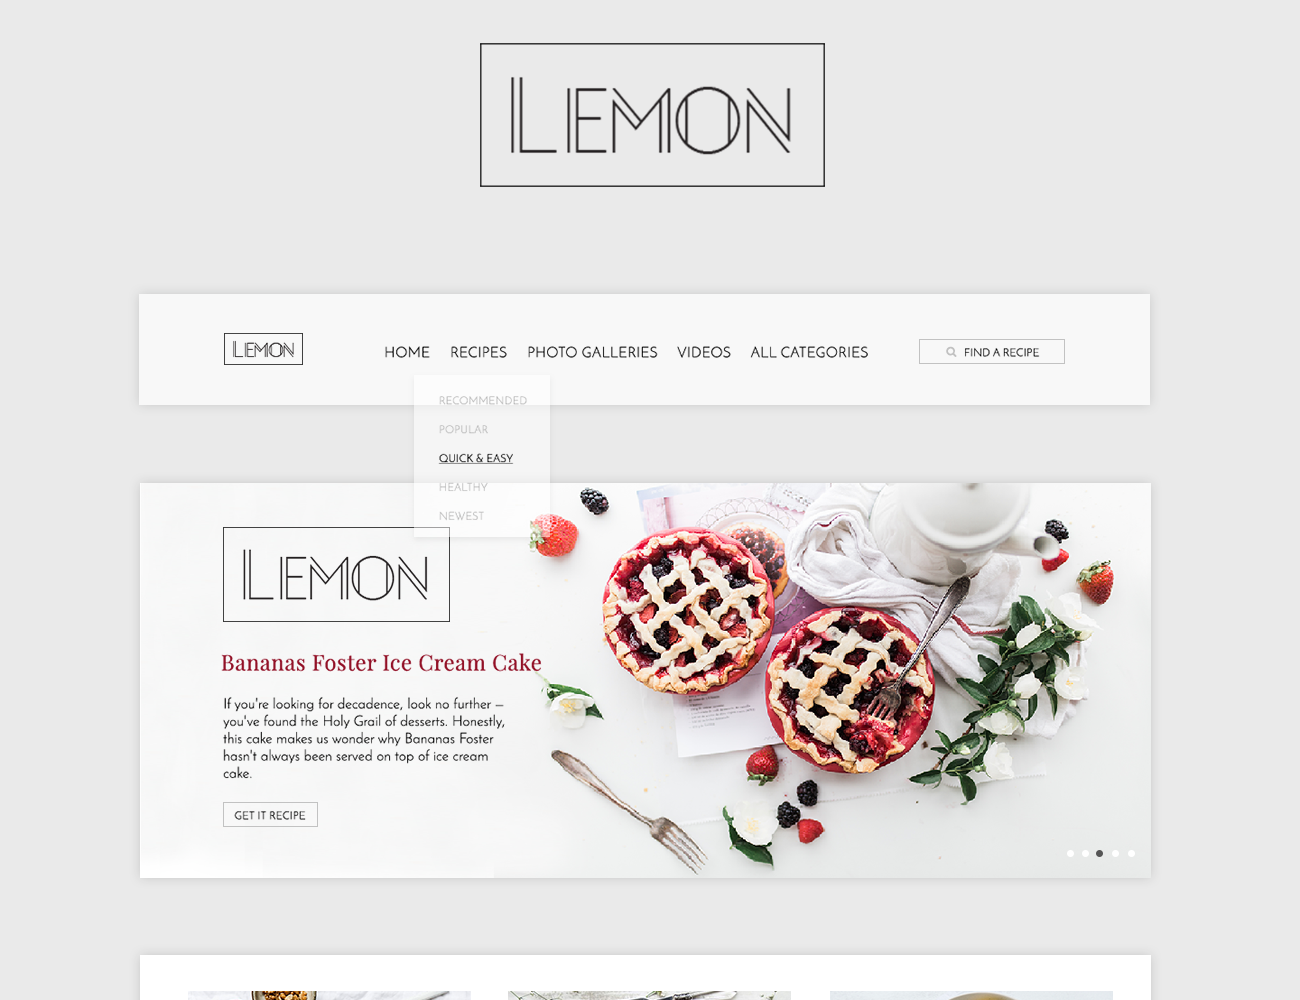 LEMON
LEMON
HOME RECIPES PHOTO GALLERIES VIDEOS ALL CATEGORIES
FIND A RECIPE
RECOMMENDED
POPULAR
QUICK & EASY
HEALTHY
NEWEST
LEMON
Bananas Foster Ice Cream Cake
If you're looking for decadence, look no further –
you've found the Holy Grail of desserts. Honestly,
this cake makes us wonder why Bananas Foster
hasn't always been served on top of ice cream
cake.
GET IT RECIPE